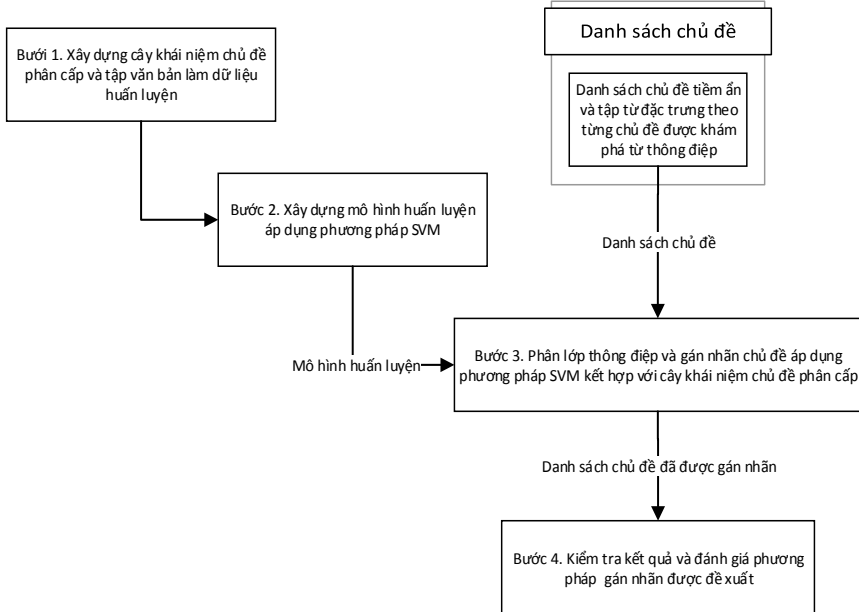 Bưới 1. Xây dựng cây khái niệm chủ đề
phân cấp và tập văn bản làm dữ liệu
huấn luyện
Danh sách chủ đề
Danh sách chủ đề tiềm ẩn
và tập từ đặc trưng theo
từng chủ đề được khám
phá từ thông điệp
Bước 2. Xây dựng mô hình huấn luyện
áp dụng phương pháp SVM
Danh sách chủ đề
Mô hình huấn luyện
Bước 3. Phân lớp thông điệp và gán nhãn chủ đề áp dụng
phương pháp SVM kết hợp với cây khái niệm chủ đề phân cấp
Danh sách chủ đề đã được gán nhãn
Bước 4. Kiểm tra kết quả và đánh giá phương
pháp gán nhãn được đề xuất